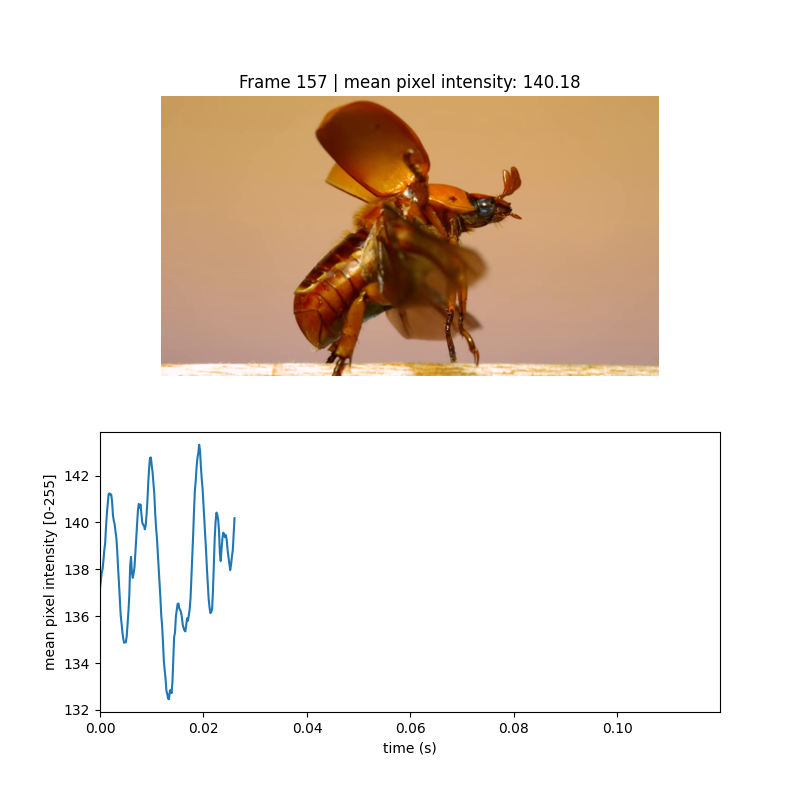 Frame 157 | mean pixel intensity: 140.18
mean pixel intensity [0-255]
142
140
138
136
134
132
0.00 0.02 0.04 0.06 0.08 0.10
time (s)